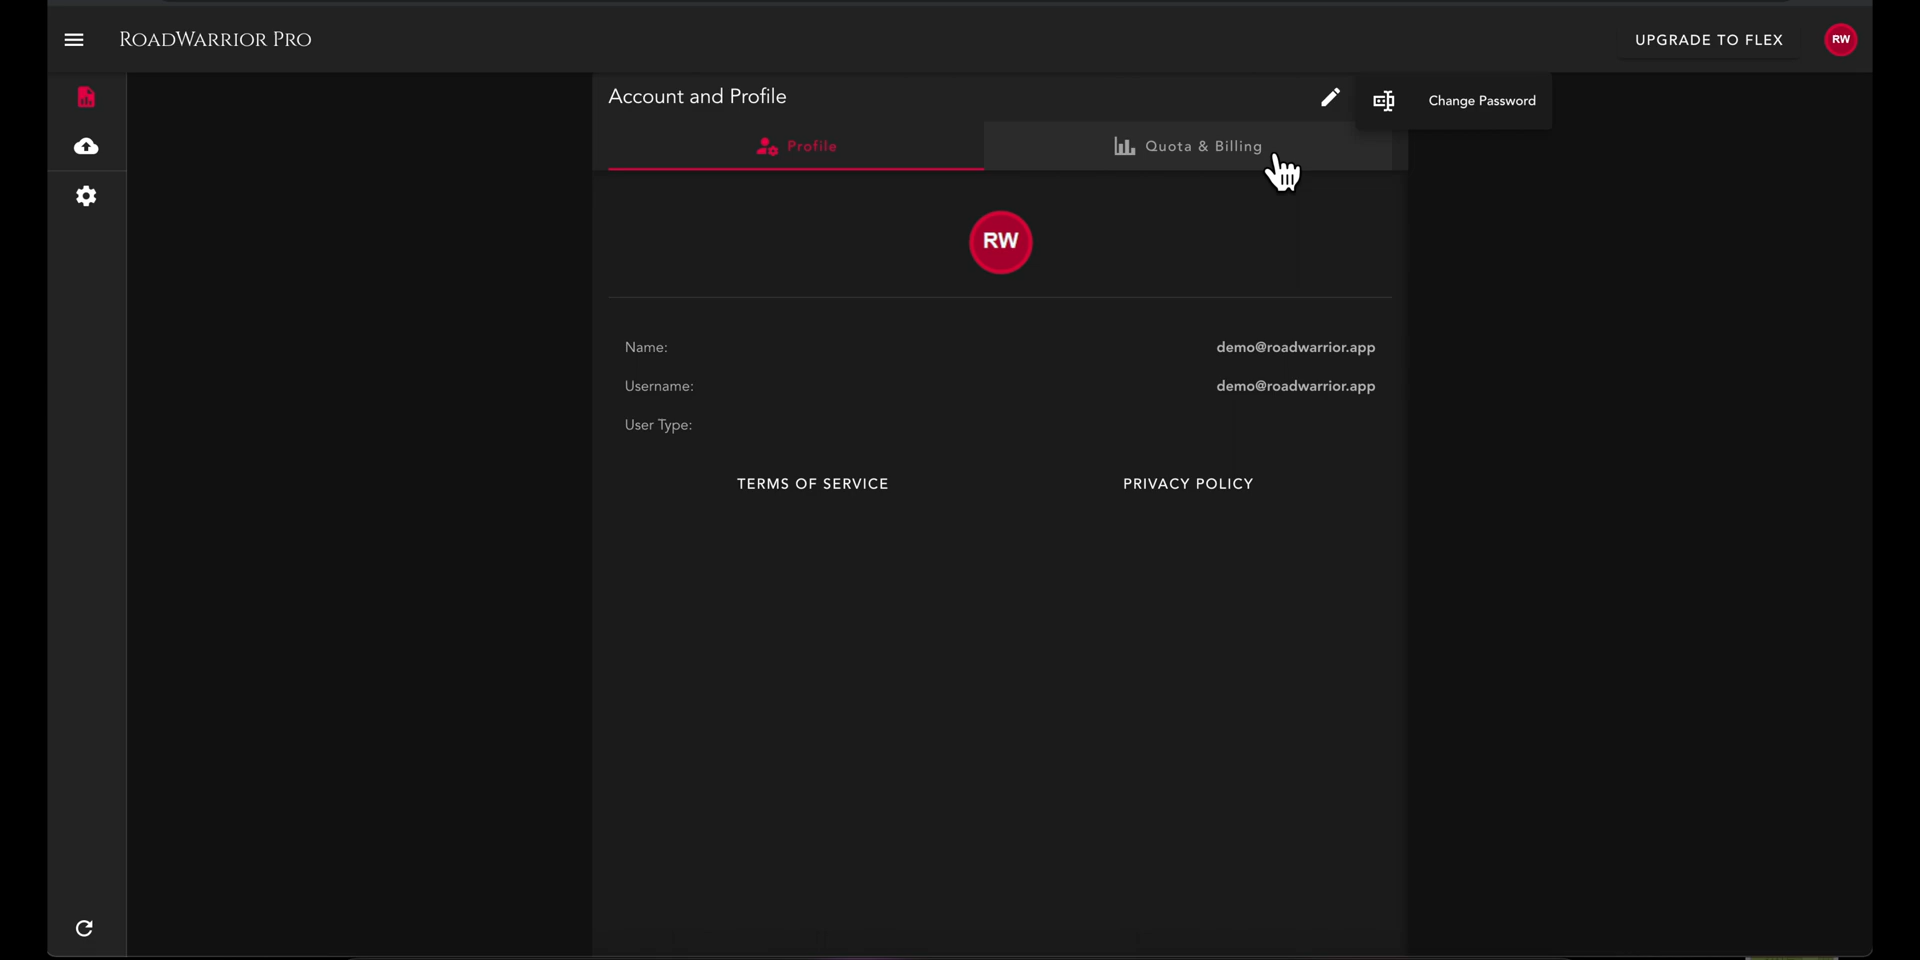 RoadWarrior Pro
UPGRADE TO FLEX
RW
Account and Profile
Change Password
Profile
Quota & Billing
RW
Name:
demo@roadwarrior.app
Username:
demo@roadwarrior.app
User Type:
TERMS OF SERVICE
PRIVACY POLICY